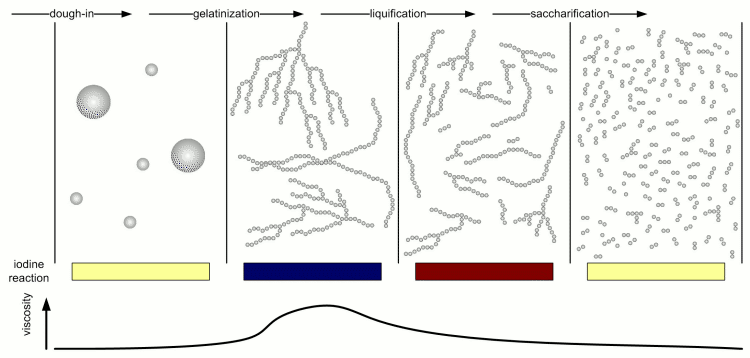 dough-in
gelatinization
liquification
saccharification
iodine
reaction
viscosity